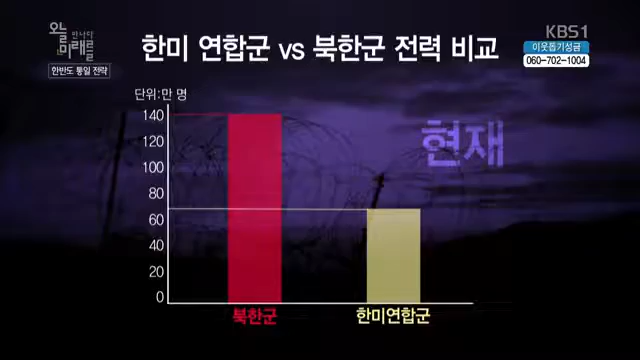 오늘 만나다
미래를
한반도 통일 전략
한미 연합군 vs 북한군 전력 비교
KBS1
이웃돕기성금
060-702-1004
단위:만 명
현재
140
120
100
80
60
40
20
0
북한군
한미연합군